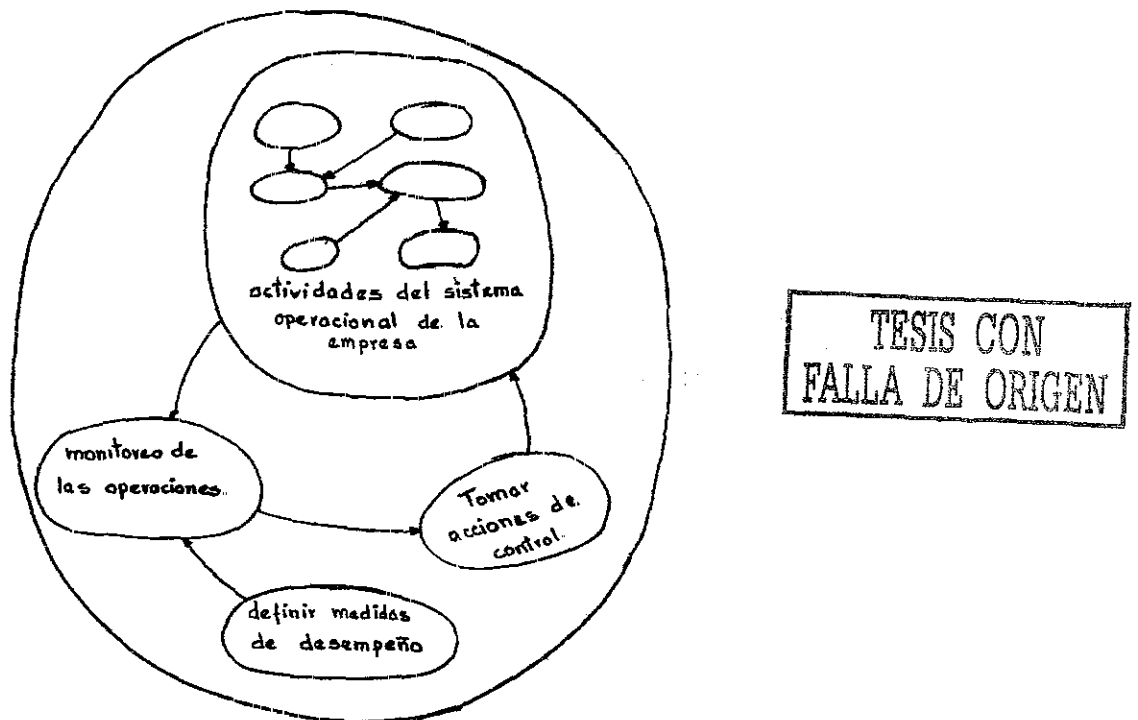 actividades del sistema
operacional de la
empresa
monitoreo de
las operaciones.
Tomar
acciones de
control.
definir medidas
de desempeño
TESIS CON
FALLA DE ORIGEN